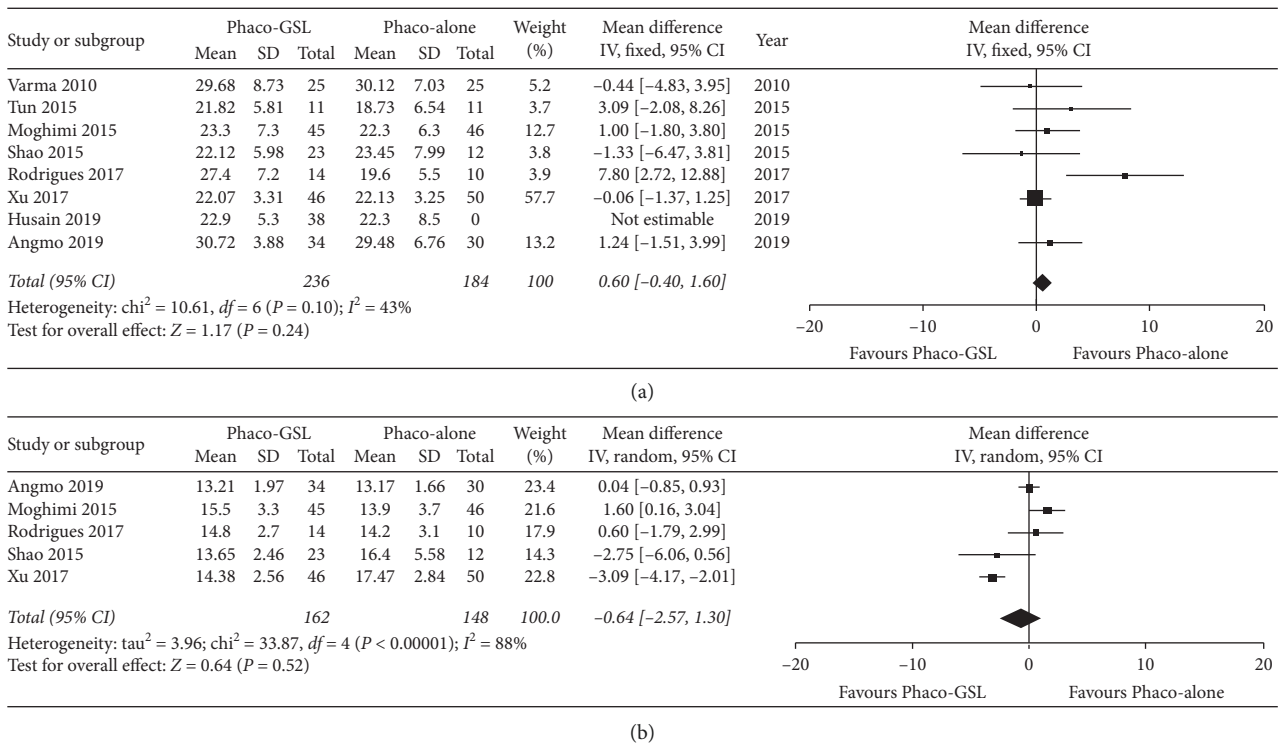 Study or subgroup Phaco-GSL Phaco-alone Weight (%) Mean difference IV, fixed, 95% CI Year Mean difference IV, fixed, 95% CI
Mean SD Total Mean SD Total
Varma 2010 29.68 8.73 25 30.12 7.03 25 5.2 –0.44 [–4.83, 3.95] 2010
Tun 2015 21.82 5.81 11 18.73 6.54 11 3.7 3.09 [–2.08, 8.26] 2015
Moghimi 2015 23.3 7.3 45 22.3 6.3 46 12.7 1.00 [–1.80, 3.80] 2015
Shao 2015 22.12 5.98 23 23.45 7.99 12 3.8 –1.33 [–6.47, 3.81] 2015
Rodrigues 2017 27.4 7.2 14 19.6 5.5 10 3.9 7.80 [2.72, 12.88] 2017
Xu 2017 22.07 3.31 46 22.13 3.25 50 57.7 –0.06 [–1.37, 1.25] 2017
Husain 2019 22.9 5.3 38 22.3 8.5 0 Not estimable 2019
Angmo 2019 30.72 3.88 34 29.48 6.76 30 13.2 1.24 [–1.51, 3.99] 2019
Total (95% CI) 236 184 100 0.60 [–0.40, 1.60]
Heterogeneity: chi² = 10.61, df = 6 (P = 0.10); I² = 43%
Test for overall effect: Z = 1.17 (P = 0.24)
–20 –10 0 10 20
Favours Phaco-GSL Favours Phaco-alone
(a)
Study or subgroup Phaco-GSL Phaco-alone Weight (%) Mean difference IV, random, 95% CI Mean difference IV, random, 95% CI
Mean SD Total Mean SD Total
Angmo 2019 13.21 1.97 34 13.17 1.66 30 23.4 0.04 [–0.85, 0.93]
Moghimi 2015 15.5 3.3 45 13.9 3.7 46 21.6 1.60 [0.16, 3.04]
Rodrigues 2017 14.8 2.7 14 14.2 3.1 10 17.9 0.60 [–1.79, 2.99]
Shao 2015 13.65 2.46 23 16.4 5.58 12 14.3 –2.75 [–6.06, 0.56]
Xu 2017 14.38 2.56 46 17.47 2.84 50 22.8 –3.09 [–4.17, –2.01]
Total (95% CI) 162 148 100.0 –0.64 [–2.57, 1.30]
Heterogeneity: tau² = 3.96; chi² = 33.87, df = 4 (P < 0.00001); I² = 88%
Test for overall effect: Z = 0.64 (P = 0.52)
–20 –10 0 10 20
Favours Phaco-GSL Favours Phaco-alone
(b)